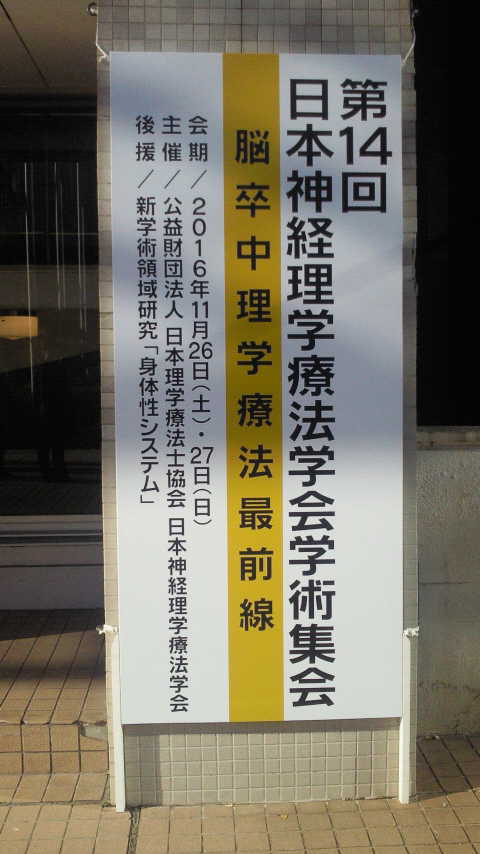 第14回
日本神経理学療法学会学術集会
脳卒中理学療法最前線
会期／2016年11月26日(土)・27日(日)
主催／公益財団法人 日本理学療法士協会 日本神経理学療法学会
後援／新学術領域研究「身体性システム」